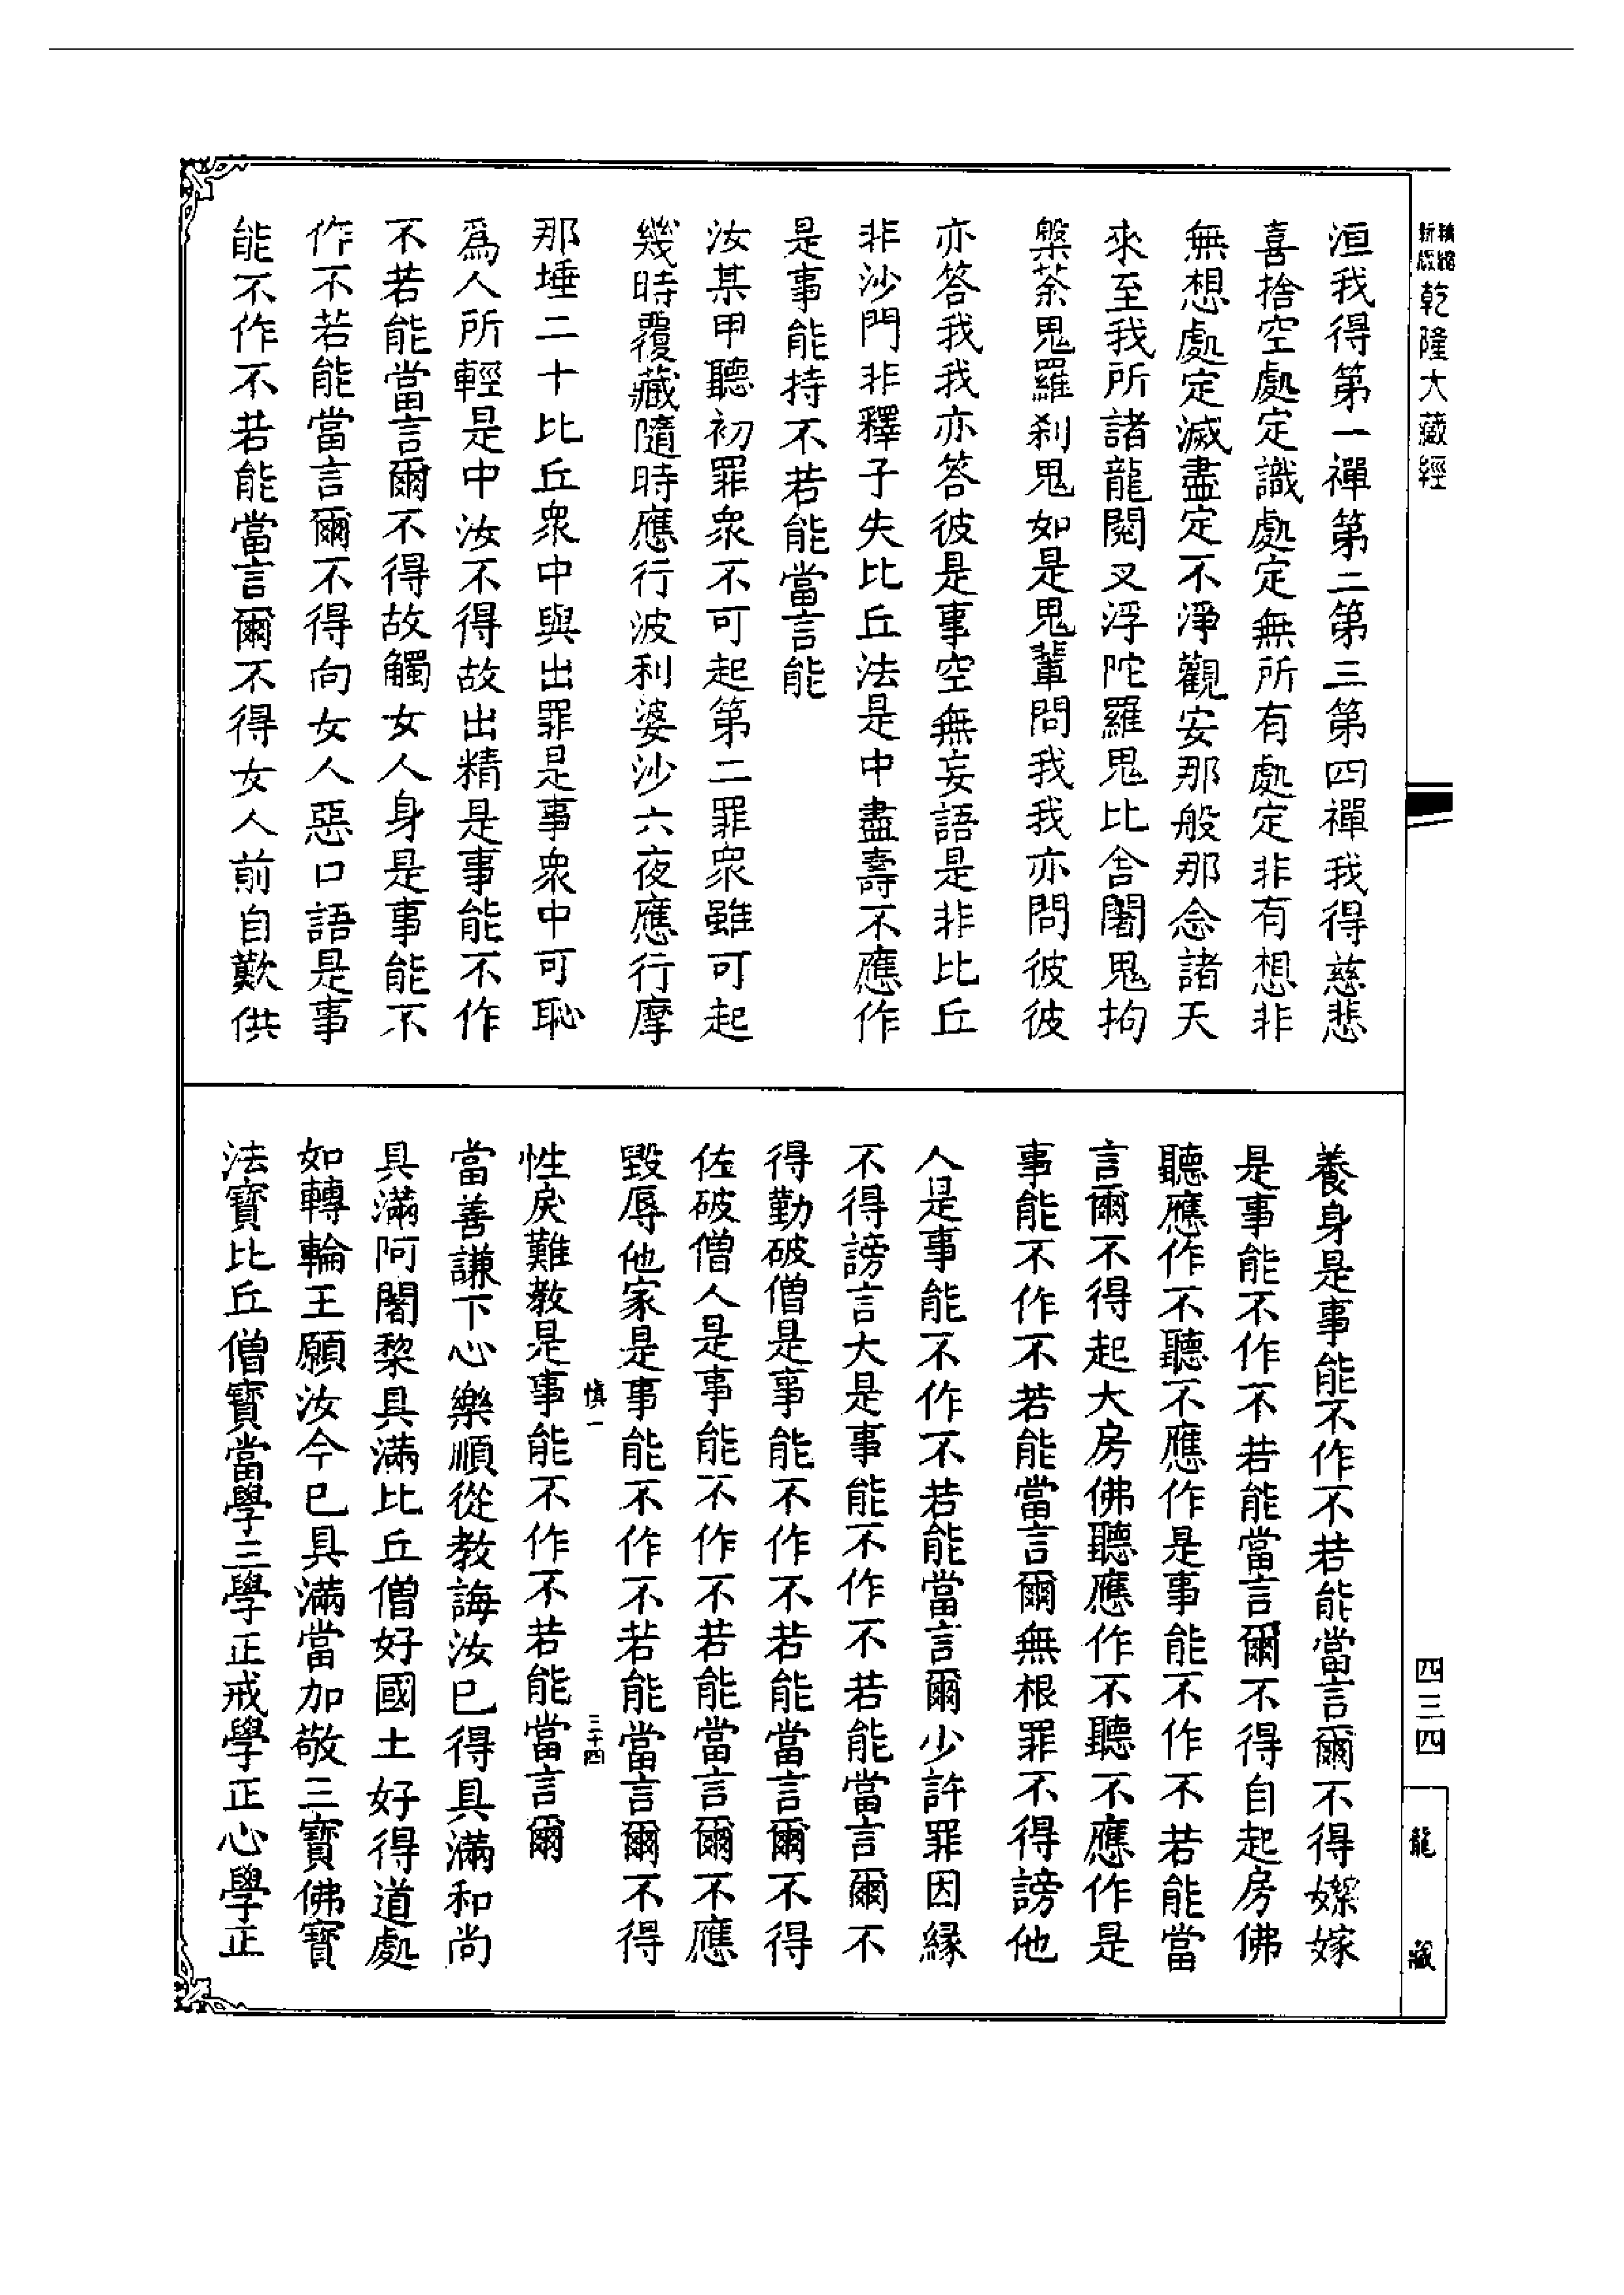 精縮
新版
乾隆大藏經
洹我得第一禪第二第三第四禪我得慈悲
喜捨空處定識處定無所有處定非有想非
無想處定滅盡定不淨觀安那般那念諸天
來至我所諸龍閱叉浮陀羅鬼比舍闍鬼拘
槃荼鬼羅剎鬼如是鬼輩問我我亦問彼彼
亦答我我亦答彼是事空無妄語是非比丘
非沙門非釋子失比丘法是中盡壽不應作
是事能持不若能當言能
汝某甲聽初罪衆不可起第二罪衆雖可起
幾時覆藏隨時應行波利婆沙六夜應行摩
那埵二十比丘衆中與出罪是事衆中可恥
爲人所輕是中汝不得故出精是事能不作
不若能當言爾不得故觸女人身是事能不
作不若能當言爾不得向女人惡口語是事
能不作不若能當言爾不得女人前自歎供
養身是事能不作不若能當言爾不得媒嫁
是事能不作不若能當言爾不得自起房佛
聽應作不聽不應作是事能不作不若能當
言爾不得起大房佛聽應作不聽不應作是
事能不作不若能當言爾無根罪不得謗他
人是事能不作不若能當言爾少許罪因緣
不得謗言大是事能不作不若能當言爾不
得勤破僧是事能不作不若能當言爾不得
佐破僧人是事能不作不若能當言爾不應
毀辱他家是事能不作不若能當言爾不得
慎一
三十四
性戾難教是事能不作不若能當言爾
當善謙下心樂順從教誨汝已得具滿和尚
具滿阿闍黎具滿比丘僧好國土好得道處
如轉輪王願汝今已具滿當加敬三寶佛寶
法寶比丘僧寶當學三學正戒學正心學正
四三四
龍藏